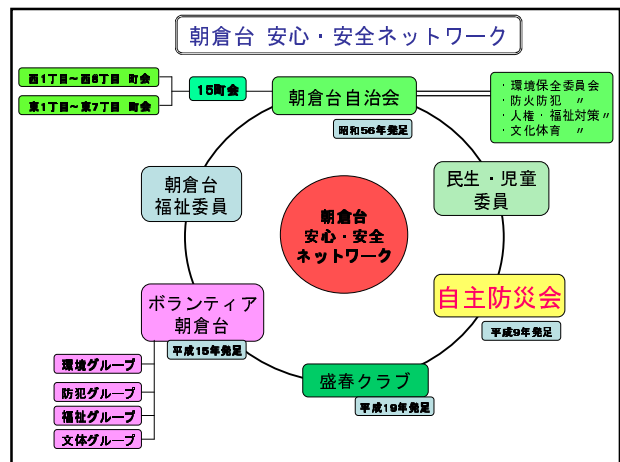 朝倉台 安心・安全ネットワーク
西1丁目～西8丁目 町会
東1丁目～東7丁目 町会
15町会
朝倉台自治会
昭和56年発足
・環境保全委員会
・防火防犯 〃
・人権・福祉対策〃
・文化体育 〃
朝倉台
福祉委員
民生・児童
委員
朝倉台
安心・安全
ネットワーク
ボランティア
朝倉台
平成15年発足
自主防災会
平成9年発足
環境グループ
防犯グループ
福祉グループ
文体グループ
盛春クラブ
平成19年発足